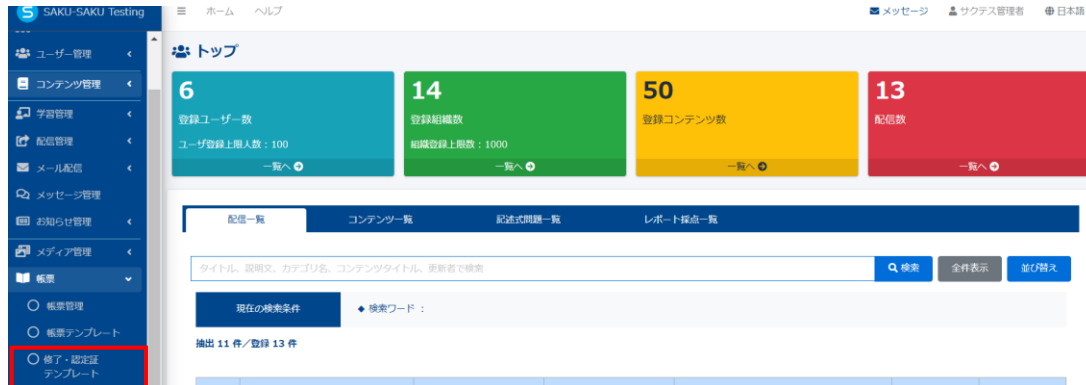 S SAKU-SAKU Testing
ホーム ヘルプ
メッセージ サクテス管理者 日本語
ユーザー管理
コンテンツ管理
学習管理
配信管理
メール配信
メッセージ管理
お知らせ管理
メディア管理
帳票
帳票管理
帳票テンプレート
修了・認定証
テンプレート
トップ
6
登録ユーザー数
ユーザ登録上限人数：100
一覧へ
14
登録組織数
組織登録上限数：1000
一覧へ
50
登録コンテンツ数
一覧へ
13
配信数
一覧へ
配信一覧 コンテンツ一覧 記述式問題一覧 レポート採点一覧
タイトル、説明文、カテゴリ名、コンテンツタイトル、更新者で検索
検索 全件表示 並び替え
現在の検索条件 ◆ 検索ワード ：
抽出 11 件／登録 13 件